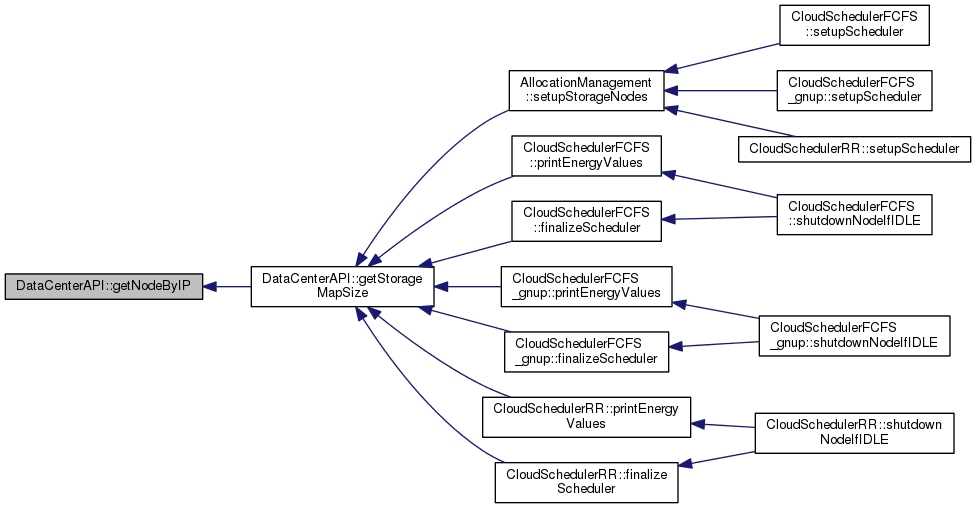 CloudSchedulerFCFS
::setupScheduler
AllocationManagement
::setupStorageNodes
CloudSchedulerFCFS
_gnup::setupScheduler
CloudSchedulerRR::setupScheduler
CloudSchedulerFCFS
::printEnergyValues
CloudSchedulerFCFS
::shutdownNodeIfIDLE
CloudSchedulerFCFS
::finalizeScheduler
DataCenterAPI::getNodeByIP
DataCenterAPI::getStorage
MapSize
CloudSchedulerFCFS
_gnup::printEnergyValues
CloudSchedulerFCFS
_gnup::shutdownNodeIfIDLE
CloudSchedulerFCFS
_gnup::finalizeScheduler
CloudSchedulerRR::printEnergy
Values
CloudSchedulerRR::shutdown
NodeIfIDLE
CloudSchedulerRR::finalize
Scheduler